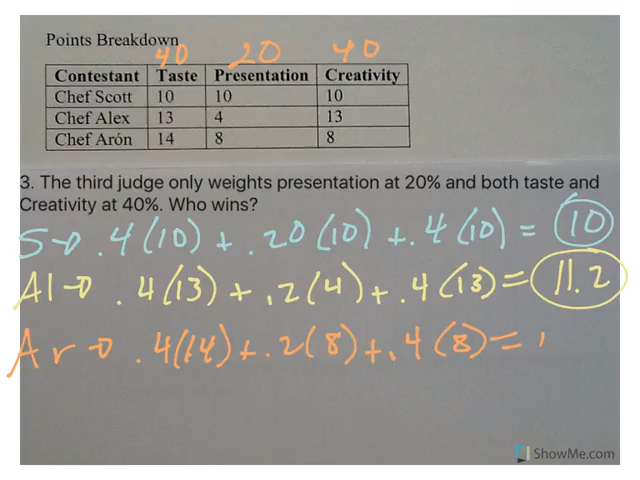 Points Breakdown
40 20 40
Contestant Taste Presentation Creativity
Chef Scott 10 10 10
Chef Alex 13 4 13
Chef Arón 14 8 8
3. The third judge only weights presentation at 20% and both taste and
Creativity at 40%. Who wins?
S→ .4(10) + .20(10) + .4(10) = 10
Al→ .4(13) + .2(4) + .4(13) = 11.2
Ar→ .4(14) + .2(8) + .4(8) =
ShowMe.com